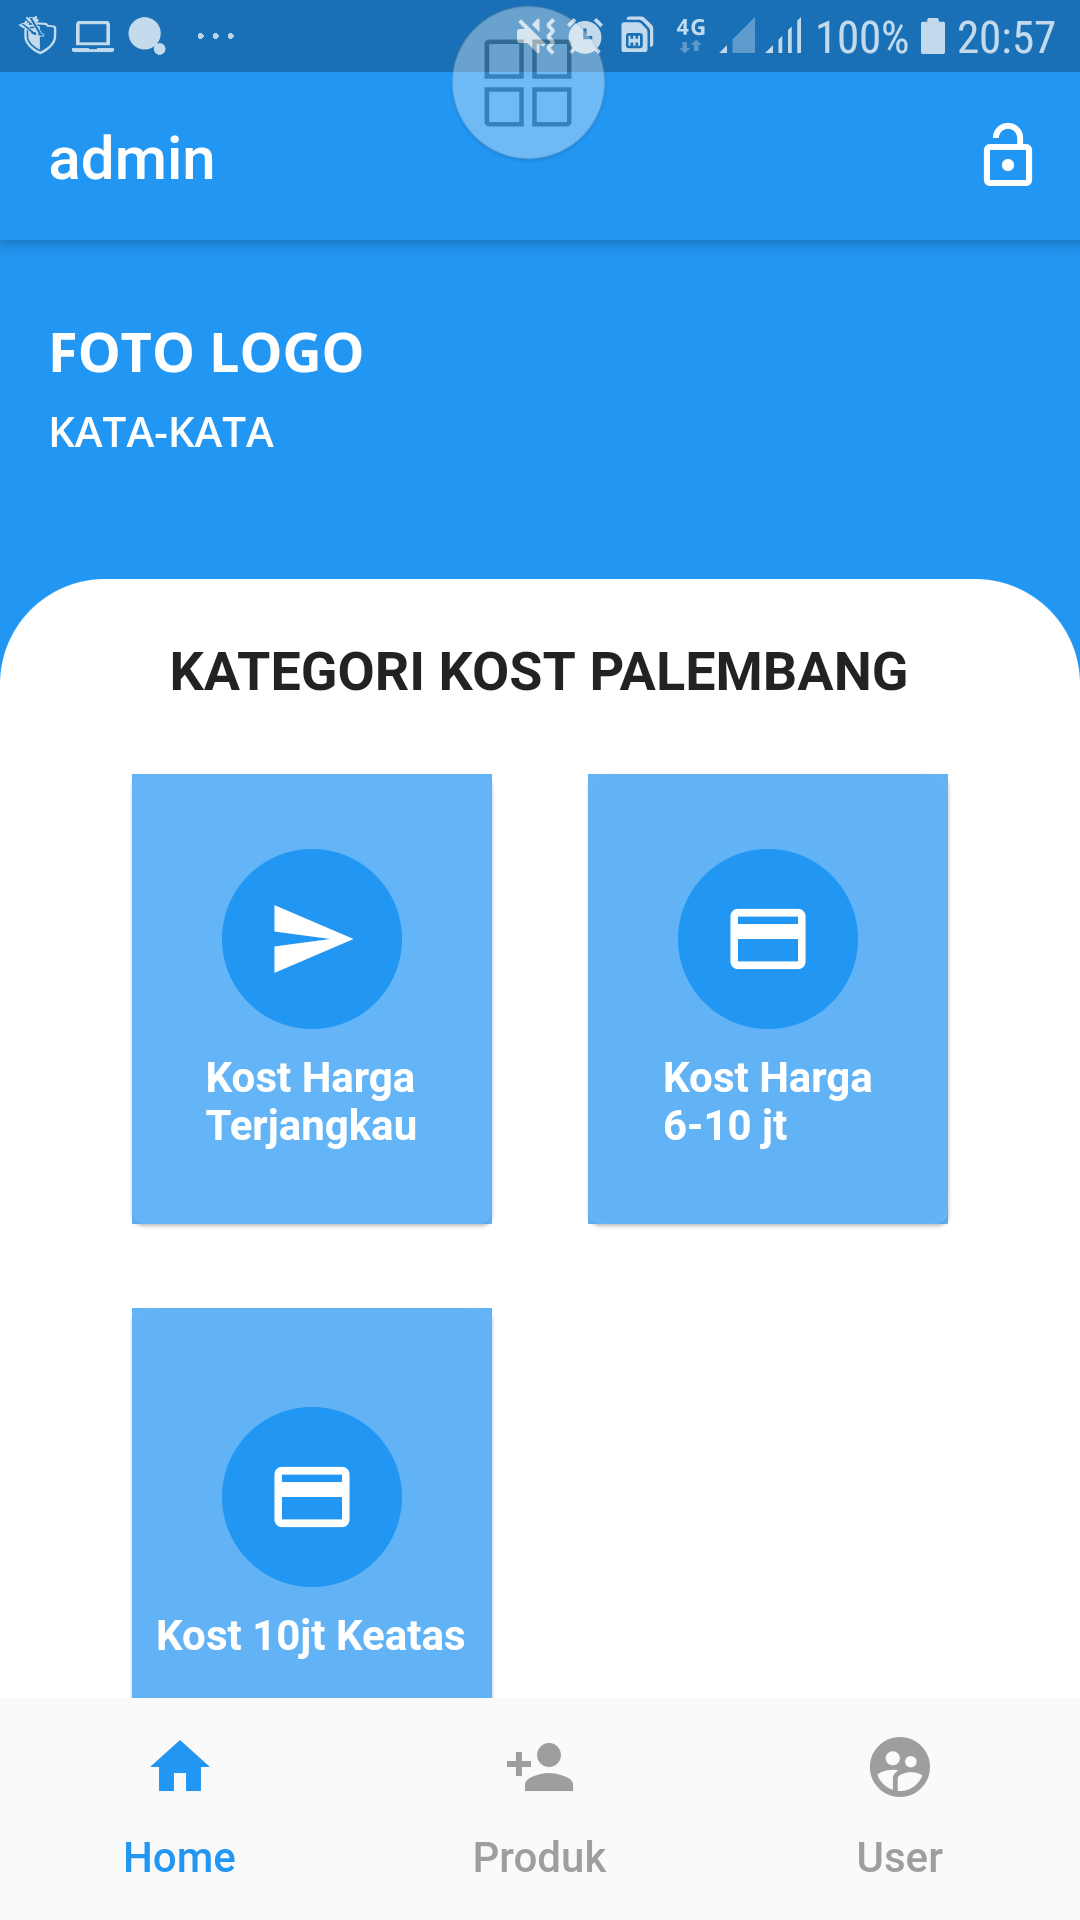 4G 100% 20:57
admin
FOTO LOGO
KATA-KATA
KATEGORI KOST PALEMBANG
Kost Harga
Terjangkau
Kost Harga
6-10 jt
Kost 10jt Keatas
Home
Produk
User